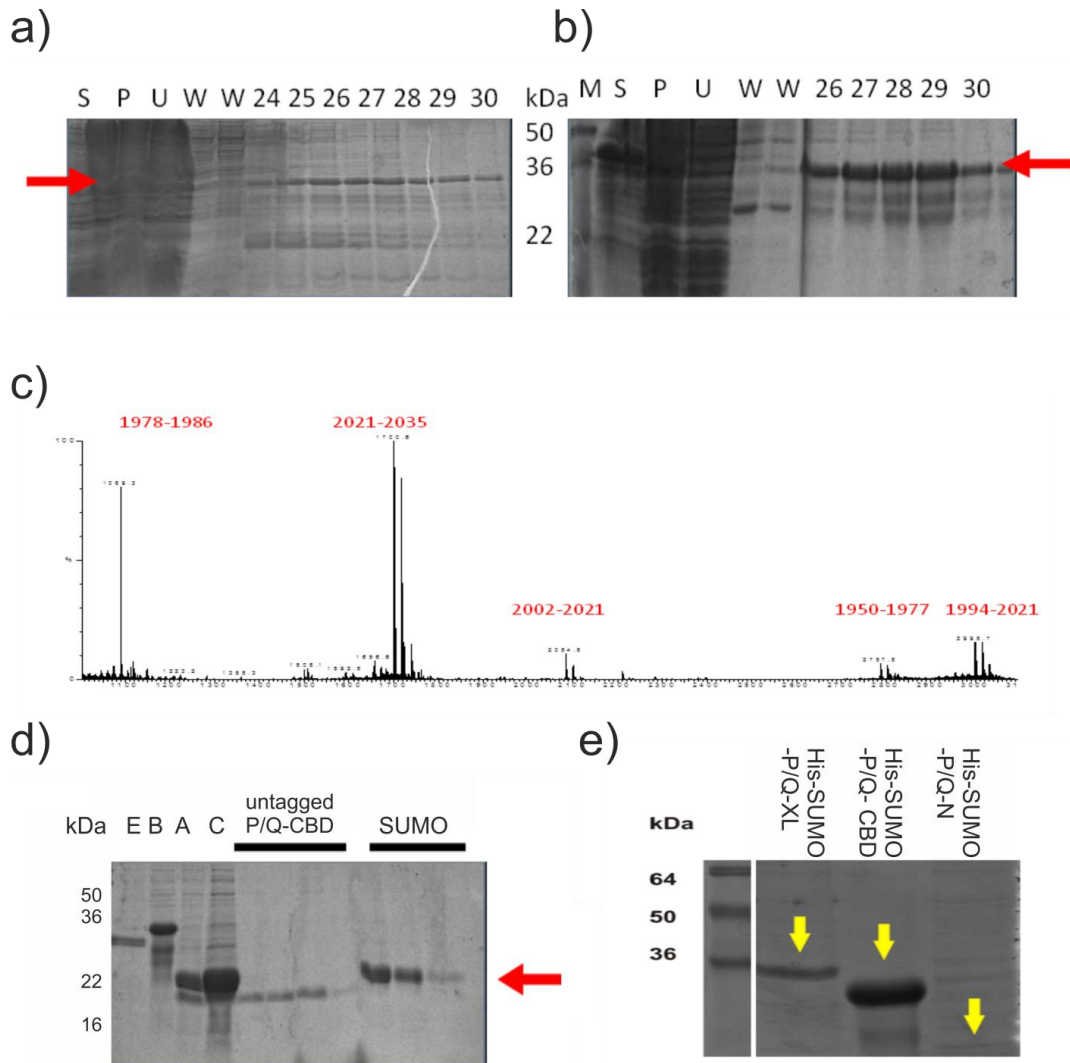 a)
b)
S P U W W 24 25 26 27 28 29 30
kDa
50
36
22
M S P U W W 26 27 28 29 30
c)
1978-1986
2021-2035
2002-2021
1950-1977
1994-2021
100
%
d)
kDa
E B A C
untagged
P/Q-CBD
SUMO
50
36
22
16
e)
kDa
64
50
36
His-SUMO
-P/Q-XL
His-SUMO
-P/Q- CBD
His-SUMO
-P/Q-N